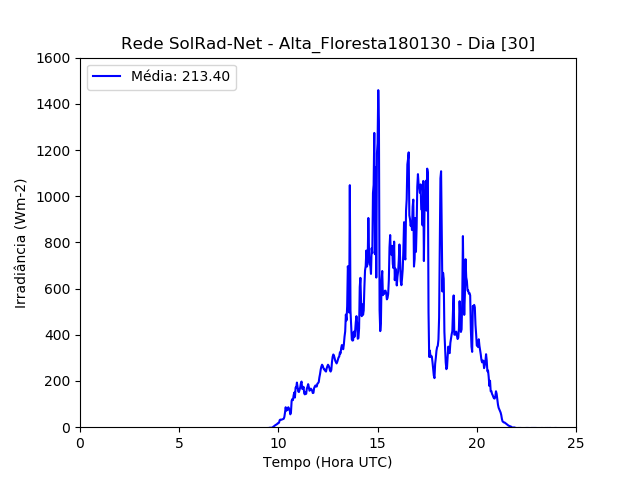 Rede SolRad-Net - Alta_Floresta180130 - Dia [30]
Média: 213.40
1600
1400
1200
1000
800
600
400
200
0
Irradiância (Wm-2)
0 5 10 15 20 25
Tempo (Hora UTC)